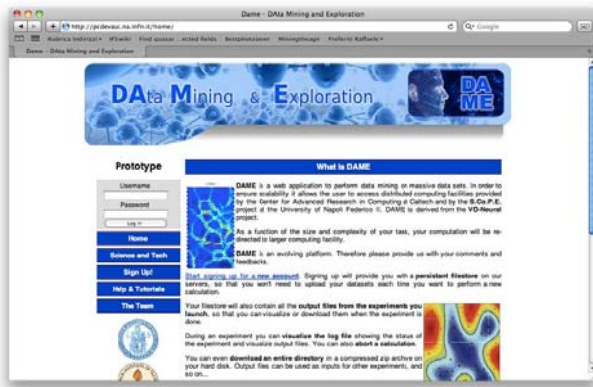 Dame - DAta Mining and Exploration
http://pcdevauc.na.infn.it/home/
Google
Dame - DAta Mining and Exploration
DAta Mining & Exploration
DA
ME
Prototype
Username
Password
Home
Science and Tech
Sign Up!
Help & Tutorials
The Team
What is DAME
DAME is a web application to perform data mining on massive data sets. In order to
ensure scalability it allows the user to access distributed computing facilities provided
by the Center for Advanced Research in Computing at Caltech and by the S.Co.P.E.
project at the University of Napoli Federico II. DAME is derived from the VO-Neural
project.
As a function of the size and complexity of your task, your computation will be re-
directed to larger computing facility.
DAME is an evolving platform. Therefore please provide us with your comments and
feedbacks.
Start signing up for a new account. Signing up will provide you with a persistent filestore on our
servers, so that you won't need to upload your datasets each time you want to perform a new
calculation.
Your filestore will also contain all the output files from the experiments you
launch, so that you can visualize or download them when the experiment is
done.
During an experiment you can visualize the log file showing the status of
the experiment and visualize output files. You can also abort a calculation.
You can even download an entire directory in a compressed zip archive on
your hard disk. Output files can be used as inputs for other experiments, and
so on...